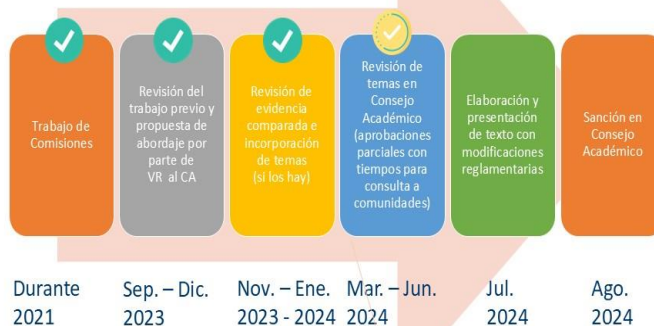 Trabajo de
Comisiones
Revisión del
trabajo previo y
propuesta de
abordaje por
parte de
VR al CA
Revisión de
evidencia
comparada e
incorporación
de temas
(si los hay)
Revisión de
temas en
Consejo
Académico
(aprobaciones
parciales con
tiempos para
consulta a
comunidades)
Elaboración y
presentación
de texto con
modificaciones
reglamentarias
Sanción en
Consejo
Académico
Durante
2021
Sep. – Dic.
2023
Nov. – Ene.
2023 - 2024
Mar. – Jun.
2024
Jul.
2024
Ago.
2024